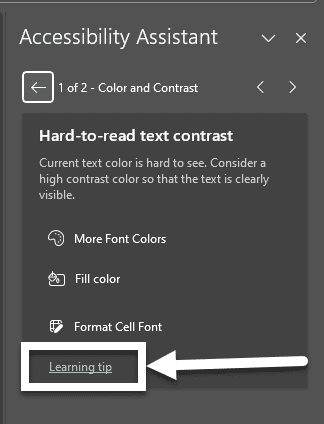 Accessibility Assistant
1 of 2 - Color and Contrast
Hard-to-read text contrast
Current text color is hard to see. Consider a
high contrast color so that the text is clearly
visible.
More Font Colors
Fill color
Format Cell Font
Learning tip